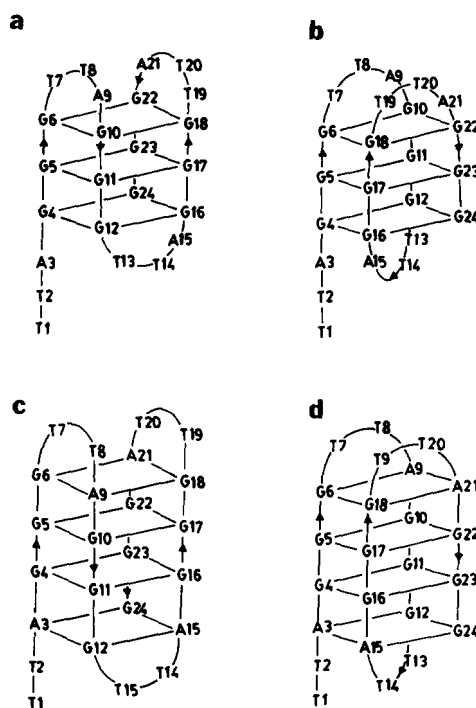 a
T7 T8 A9 A21 T20 T19
G6 G10 G22 G18
G5 G11 G23 G17
G4 G12 G24 G16
A3 T13 T14 A15
T2
T1
b
T7 T8 A9 T19 T20 A21
G6 G18 G10 G22
G5 G17 G11 G23
G4 G16 G12 G24
A3 A15 T14 T13
T2
T1
c
T7 T8 T20 T19
G6 A9 A21 G18
G5 G10 G22 G17
G4 G11 G23 G16
A3 G12 G24 A15
T2 T15 T14
T1
d
T7 T8 T9 T20
G6 G18 A9 A21
G5 G17 G10 G22
G4 G16 G11 G23
A3 A15 G12 G24
T2 T14 T13
T1